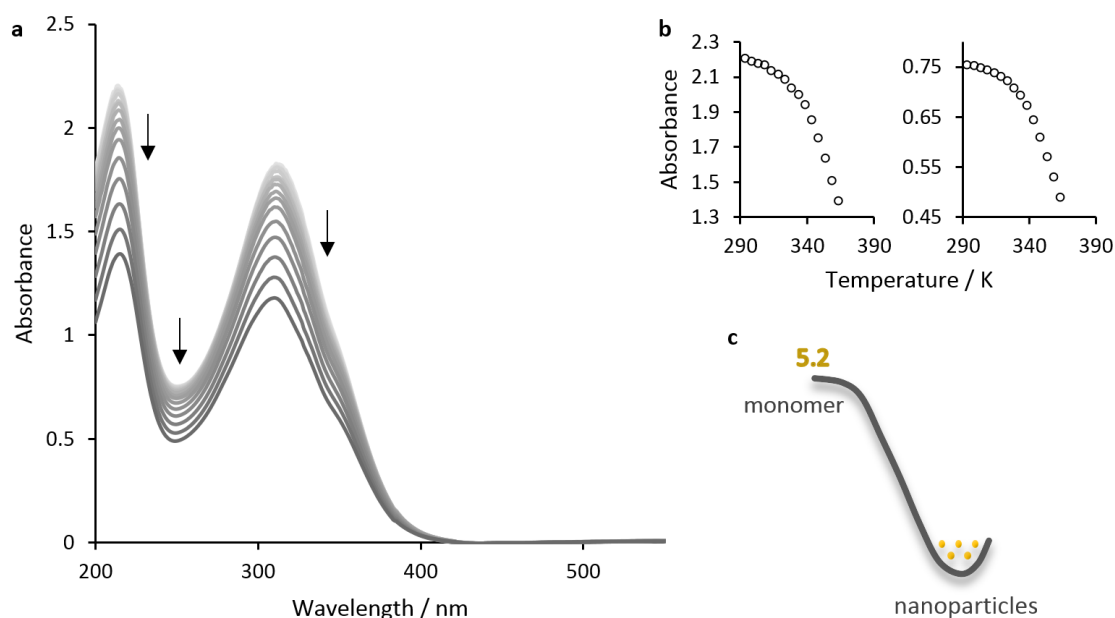 a
2.5
2
1.5
1
0.5
0
Absorbance
200 300 400 500
Wavelength / nm
b
2.3
2.1
1.9
1.7
1.5
1.3
Absorbance
290 340 390
0.75
0.65
0.55
0.45
290 340 390
Temperature / K
c
5.2
monomer
nanoparticles